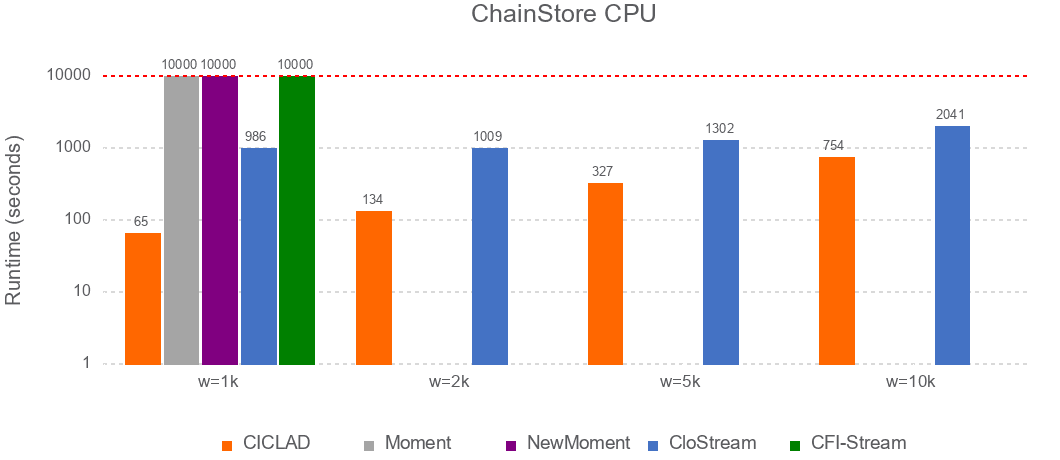 ChainStore CPU
Runtime (seconds)
10000
1000
100
10
1
65
10000
10000
986
10000
134
1009
327
1302
754
2041
w=1k
w=2k
w=5k
w=10k
CICLAD
Moment
NewMoment
CloStream
CFI-Stream